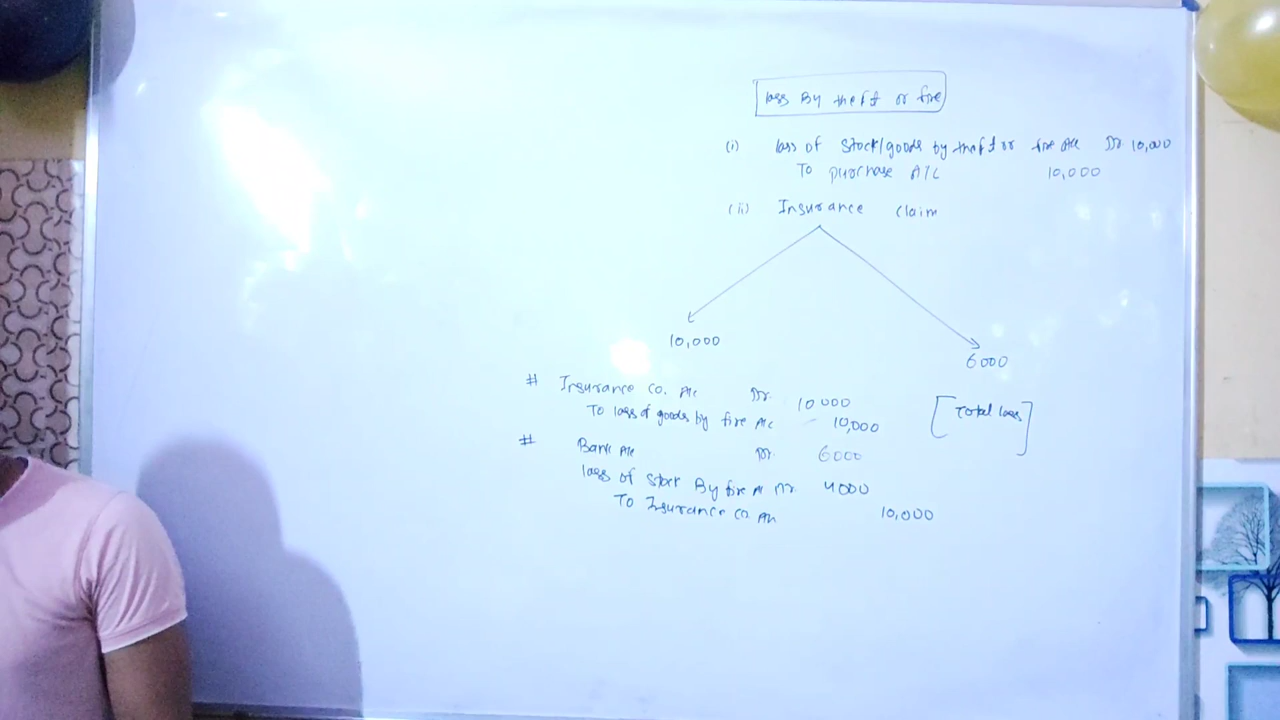 loss By theft or fire
(i) loss of Stock/goods by theft or fire A/c Dr. 10,000
To purchase A/C 10,000
(ii) Insurance claim
10,000
6000
# Insurance Co. A/c Dr. 10000
To loss of goods by fire A/c 10,000
[Total loss]
# Bank A/c Dr. 6000
loss of Stock By fire A/c Dr. 4000
To Insurance Co. A/c 10,000